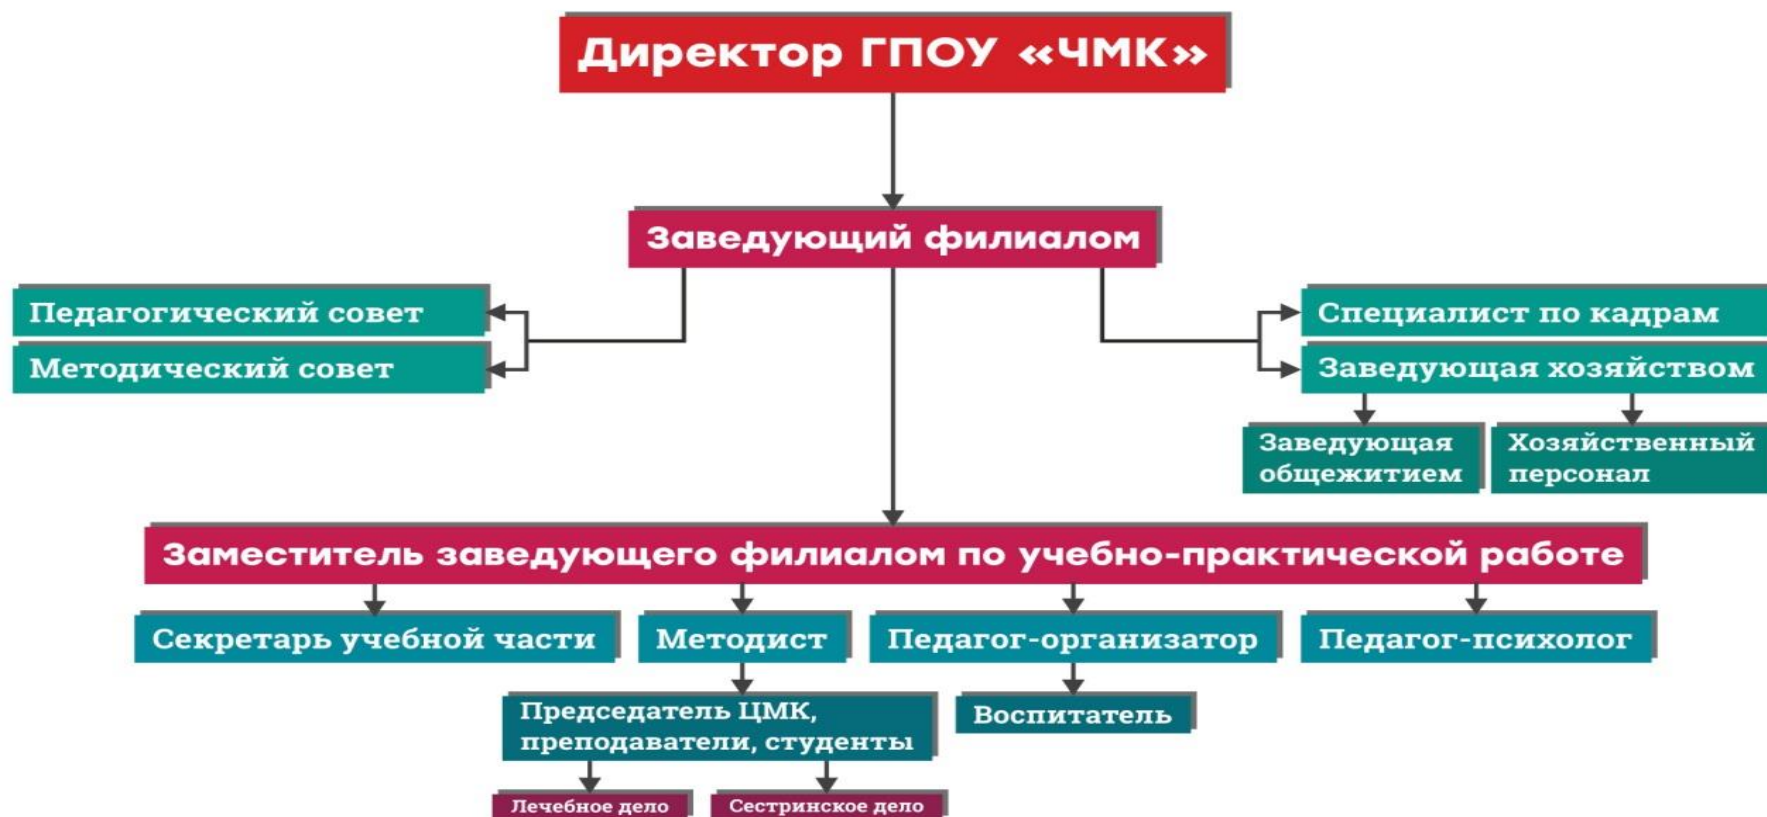 Директор ГПОУ «ЧМК»
Заведующий филиалом
Педагогический совет
Методический совет
Специалист по кадрам
Заведующая хозяйством
Заведующая
общежитием
Хозяйственный
персонал
Заместитель заведующего филиалом по учебно-практической работе
Секретарь учебной части
Методист
Педагог-организатор
Педагог-психолог
Председатель ЦМК,
преподаватели, студенты
Воспитатель
Лечебное дело
Сестринское дело